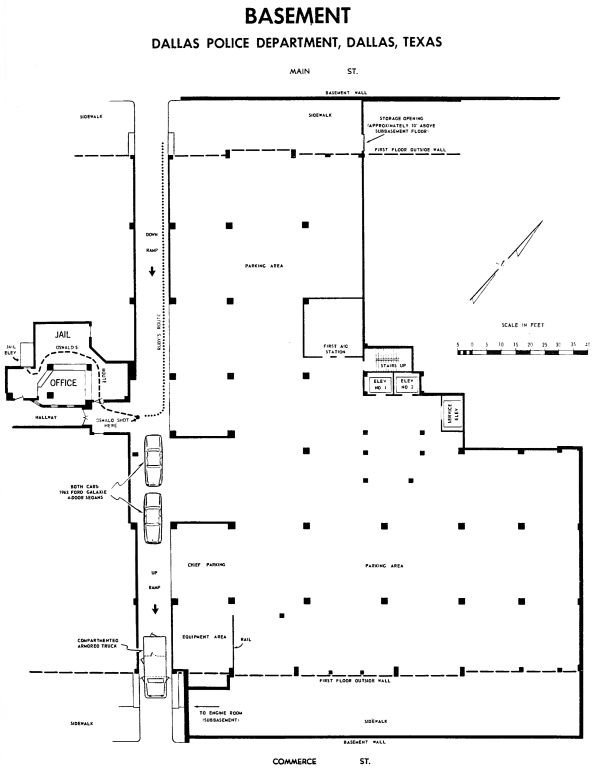 BASEMENT
DALLAS POLICE DEPARTMENT, DALLAS, TEXAS
MAIN ST.
BASEMENT WALL
SIDEWALK
SIDEWALK
STORAGE OPENING
(APPROXIMATELY 10' ABOVE
SUBBASEMENT FLOOR)
FIRST FLOOR OUTSIDE WALL
DOWN
RAMP
PARKING AREA
SCALE IN FEET
5 0 5 10 15 20 25 30 35 40
RUBY'S ROUTE
FIRST AID
STATION
STAIRS UP
ELEV
NO 1
ELEV
NO 2
SERVICE
ELEV
JAIL
JAIL
ELEV
OSWALD'S
ROUTE
OFFICE
HALLWAY
OSWALD SHOT
HERE
BOTH CARS:
1963 FORD GALAXIE
4-DOOR SEDANS
CHIEF PARKING
PARKING AREA
UP
RAMP
EQUIPMENT AREA
RAIL
COMPARTMENTED
ARMORED TRUCK
FIRST FLOOR OUTSIDE WALL
TO ENGINE ROOM
(SUBBASEMENT)
SIDEWALK
SIDEWALK
BASEMENT WALL
COMMERCE ST.